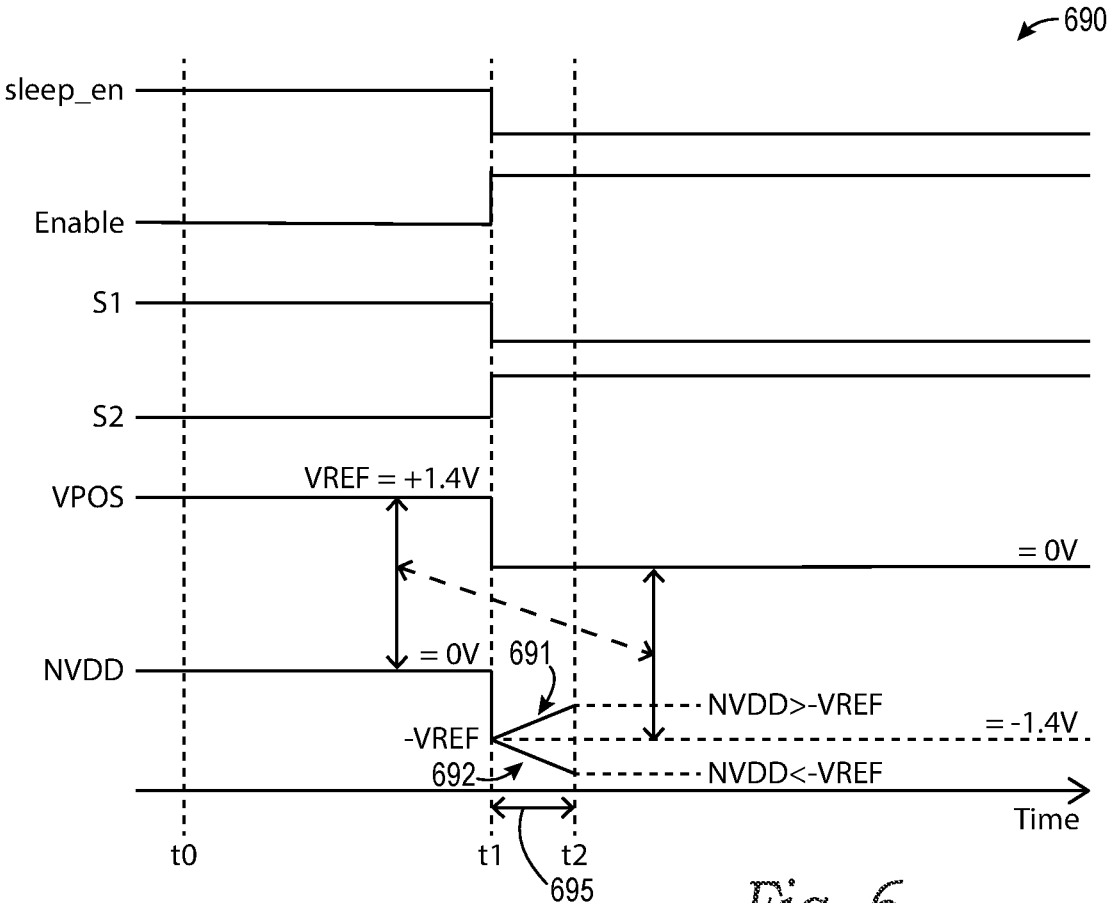 690
sleep_en
Enable
S1
S2
VREF = +1.4V
VPOS
= 0V
= 0V
691
NVDD
NVDD>-VREF
= -1.4V
-VREF
692
NVDD<-VREF
Time
t0
t1
t2
695
Fig. 6